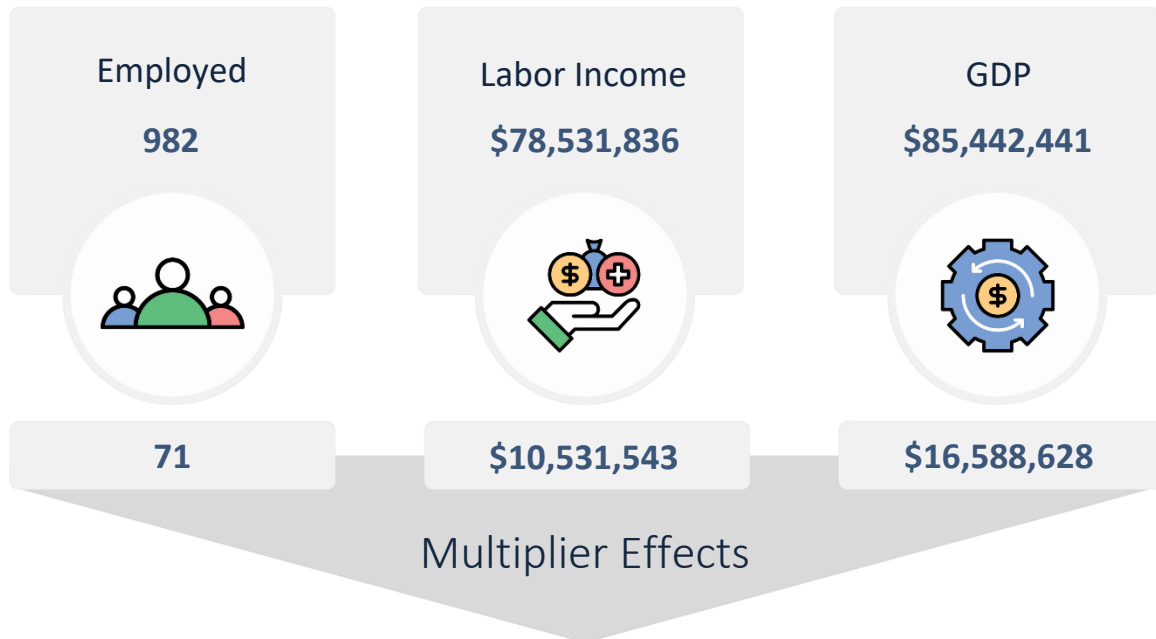 Employed
982
Labor Income
$78,531,836
GDP
$85,442,441
$
$
71
$10,531,543
$16,588,628
Multiplier Effects